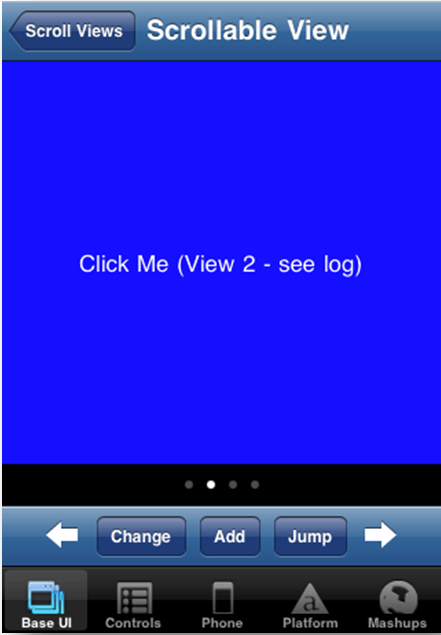 Scroll Views Scrollable View
Click Me (View 2 - see log)
Change Add Jump
Base UI Controls Phone Platform Mashups